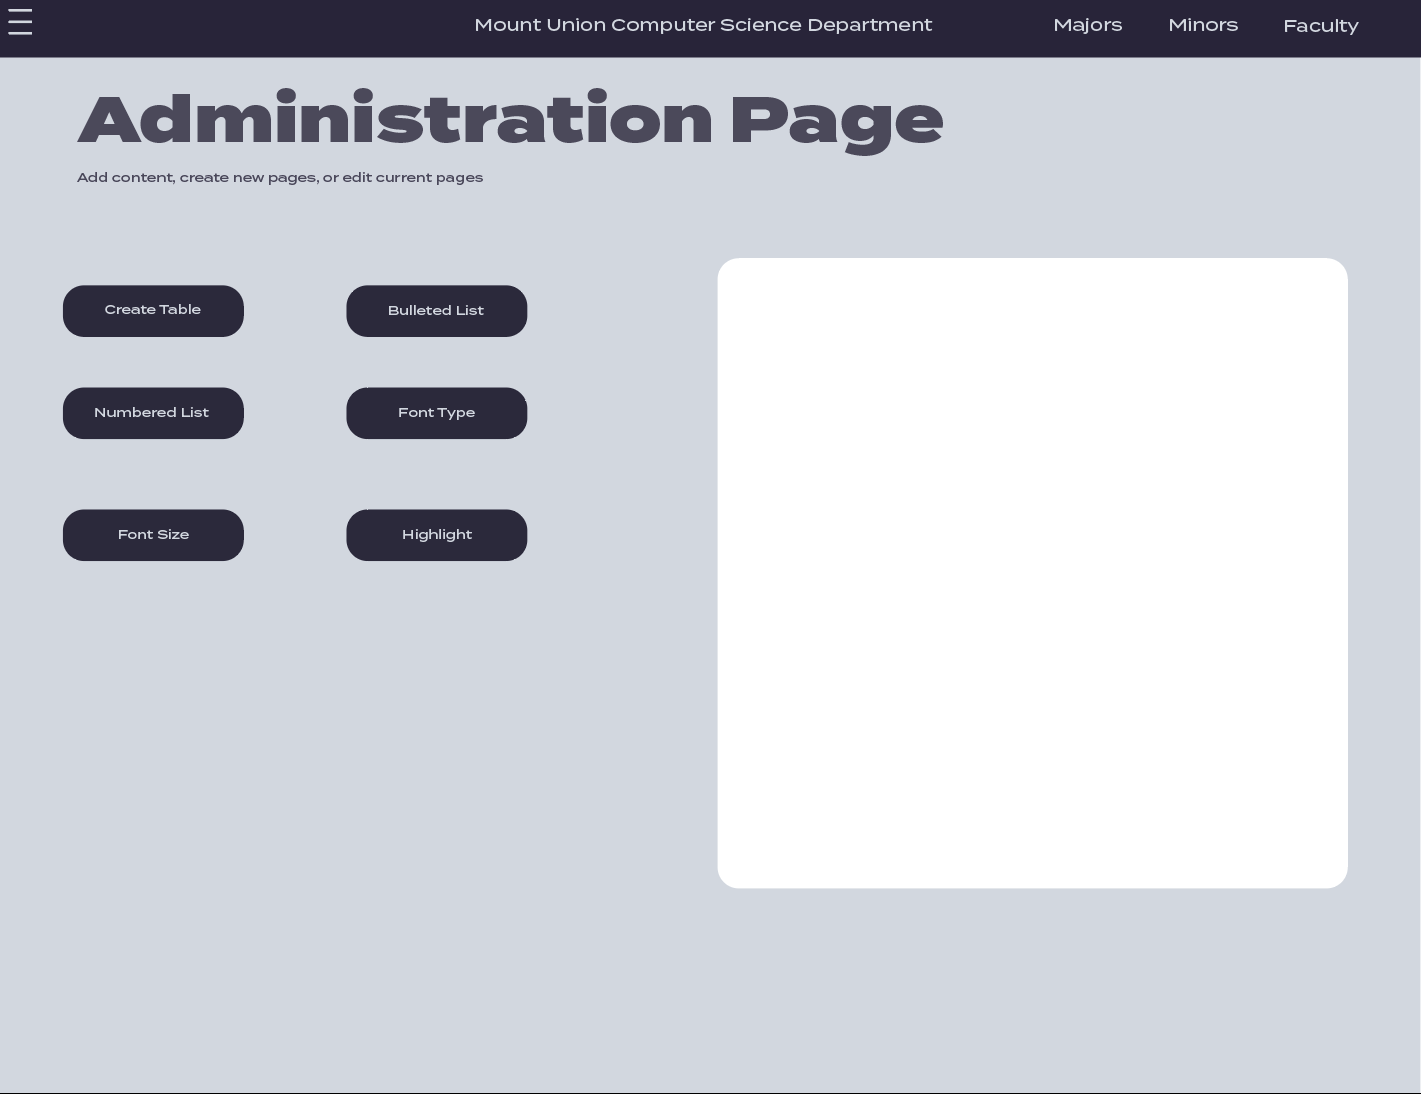 Mount Union Computer Science Department
Majors
Minors
Faculty
Administration Page
Add content, create new pages, or edit current pages
Create Table
Bulleted List
Numbered List
Font Type
Font Size
Highlight